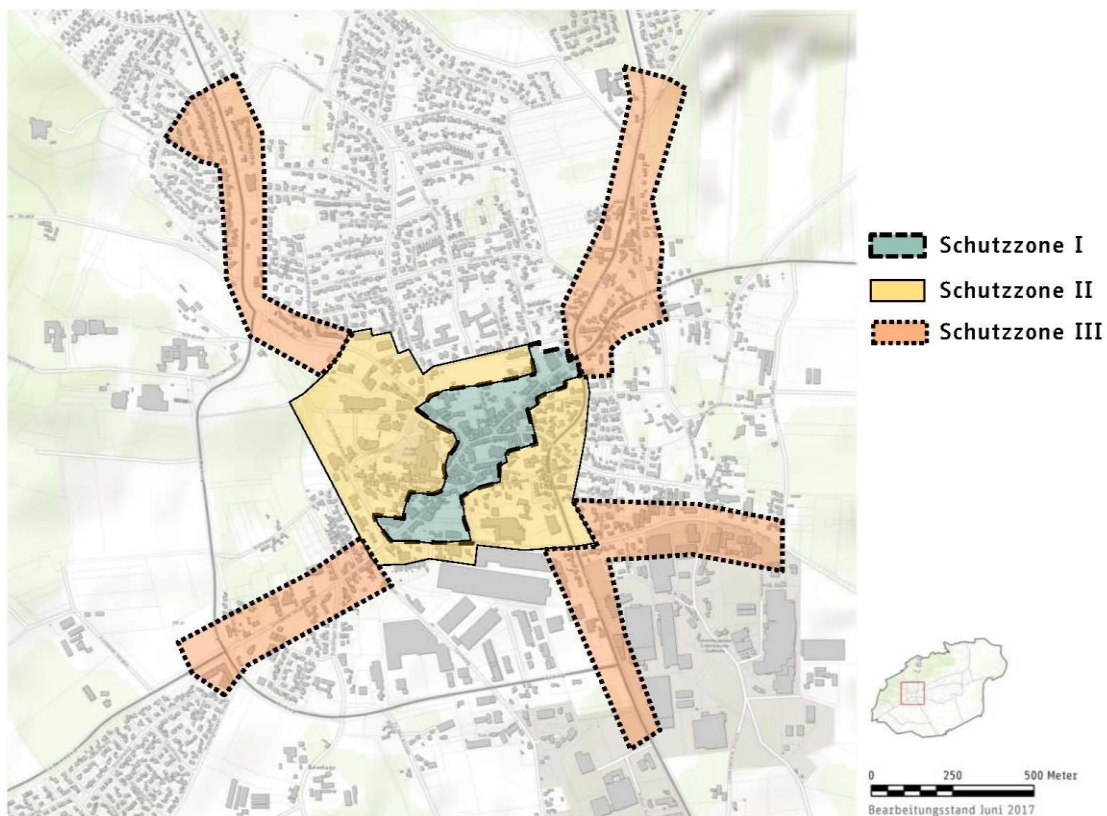 Schutzzone I
Schutzzone II
Schutzzone III
0 250 500 Meter
Bearbeitungsstand Juni 2017